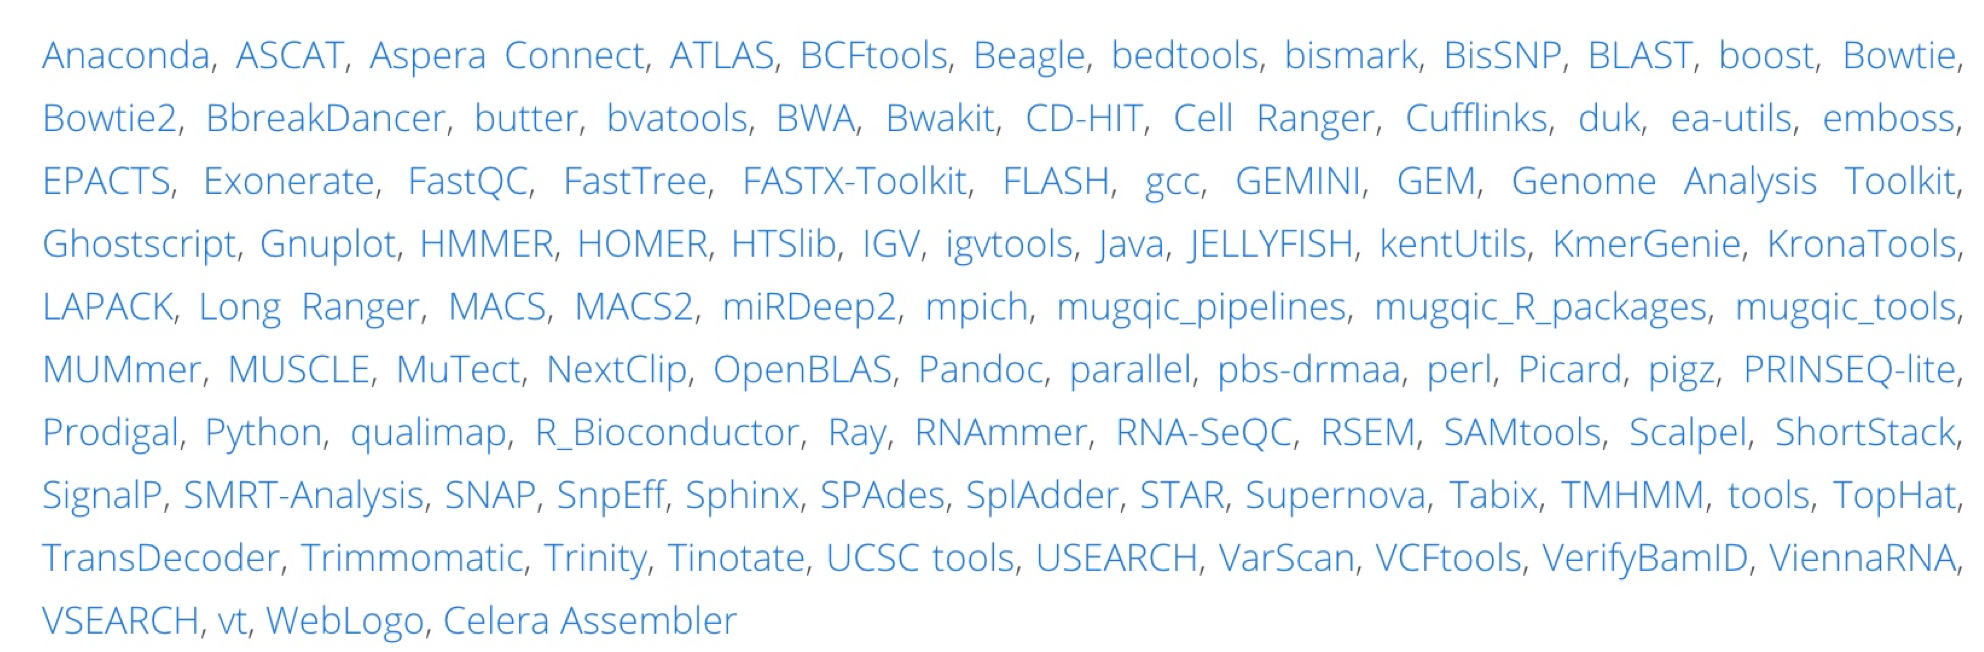 Anaconda, ASCAT, Aspera Connect, ATLAS, BCFtools, Beagle, bedtools, bismark, BisSNP, BLAST, boost, Bowtie,
Bowtie2, BbreakDancer, butter, bvatools, BWA, Bwakit, CD-HIT, Cell Ranger, Cufflinks, duk, ea-utils, emboss,
EPACTS, Exonerate, FastQC, FastTree, FASTX-Toolkit, FLASH, gcc, GEMINI, GEM, Genome Analysis Toolkit,
Ghostscript, Gnuplot, HMMER, HOMER, HTSlib, IGV, igvtools, Java, JELLYFISH, kentUtils, KmerGenie, KronaTools,
LAPACK, Long Ranger, MACS, MACS2, miRDeep2, mpich, mugqic_pipelines, mugqic_R_packages, mugqic_tools,
MUMmer, MUSCLE, MuTect, NextClip, OpenBLAS, Pandoc, parallel, pbs-drmaa, perl, Picard, pigz, PRINSEQ-lite,
Prodigal, Python, qualimap, R_Bioconductor, Ray, RNAmmer, RNA-SeQC, RSEM, SAMtools, Scalpel, ShortStack,
SignalP, SMRT-Analysis, SNAP, SnpEff, Sphinx, SPAdes, SplAdder, STAR, Supernova, Tabix, TMHMM, tools, TopHat,
TransDecoder, Trimmomatic, Trinity, Tinotate, UCSC tools, USEARCH, VarScan, VCFtools, VerifyBamID, ViennaRNA,
VSEARCH, vt, WebLogo, Celera Assembler